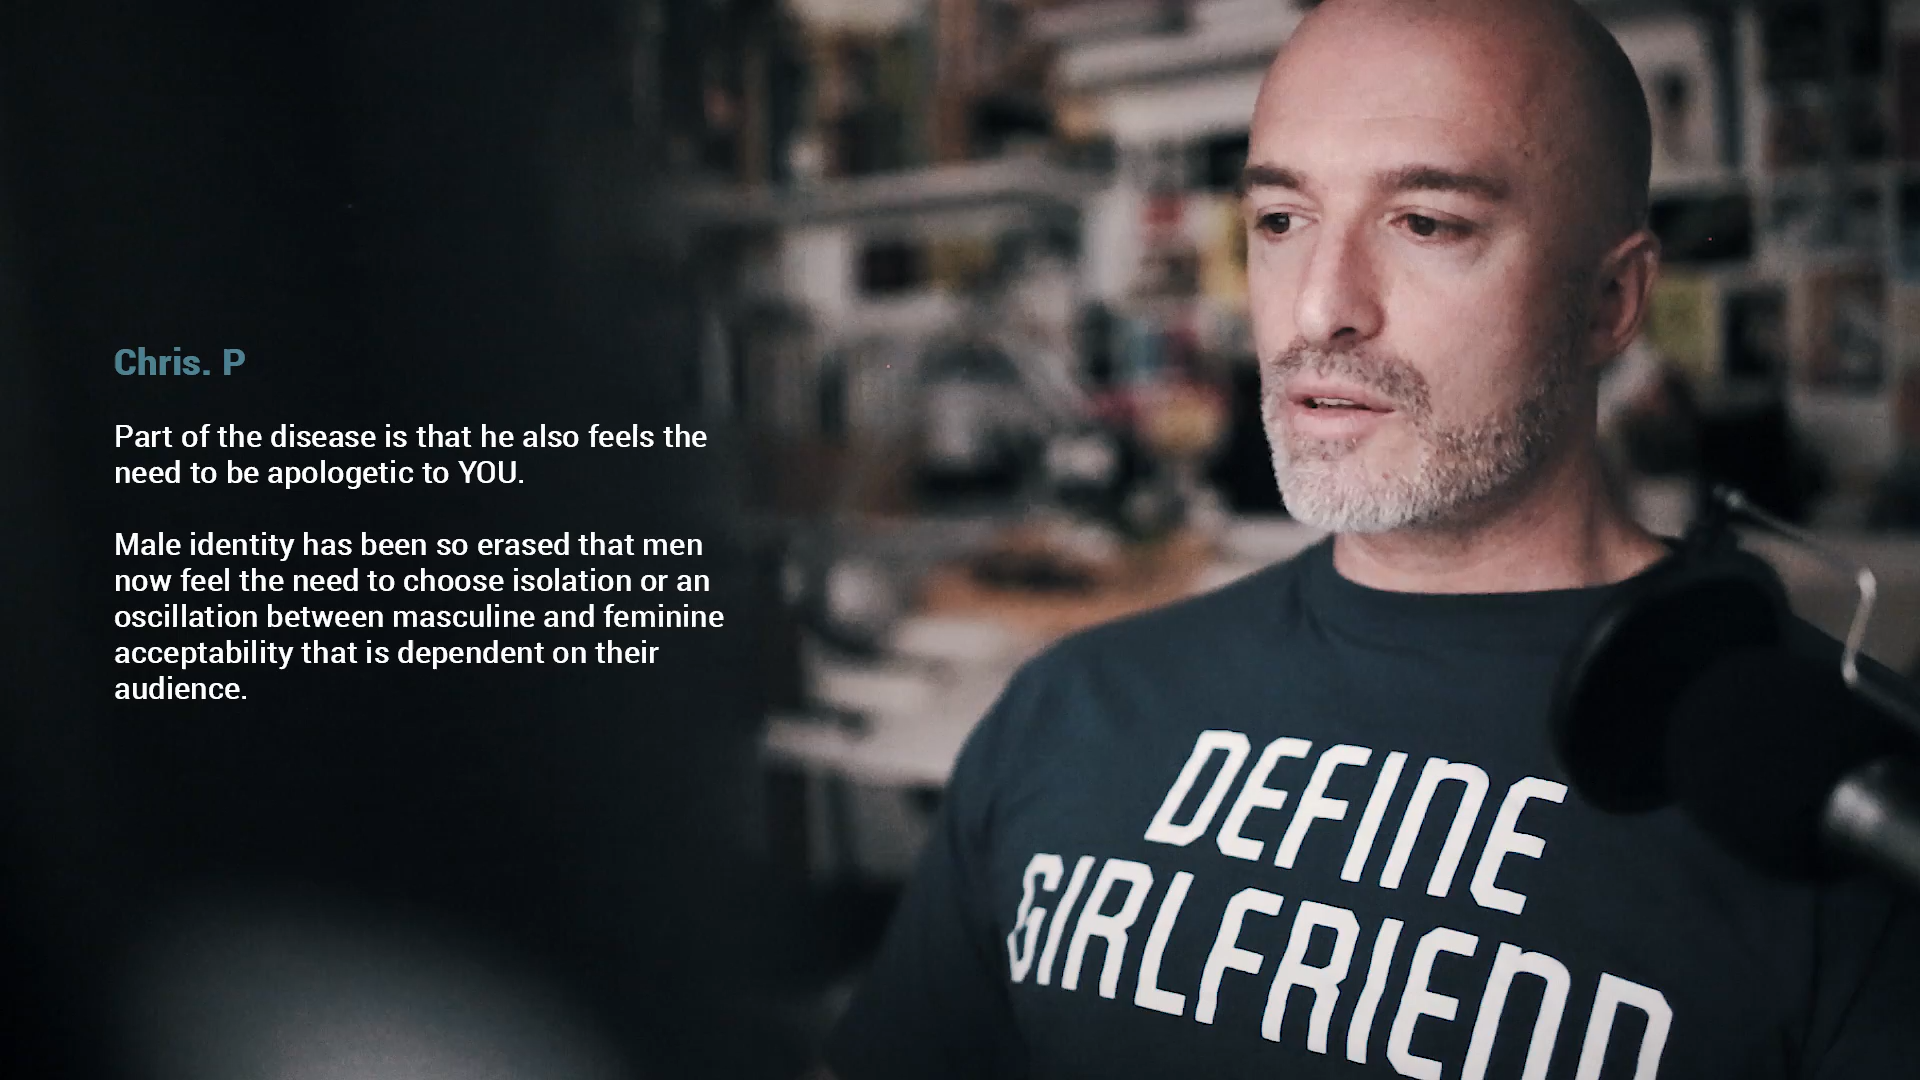 Chris. P
Part of the disease is that he also feels the
need to be apologetic to YOU.
Male identity has been so erased that men
now feel the need to choose isolation or an
oscillation between masculine and feminine
acceptability that is dependent on their
audience.
DEFINE
GIRLFRIEND